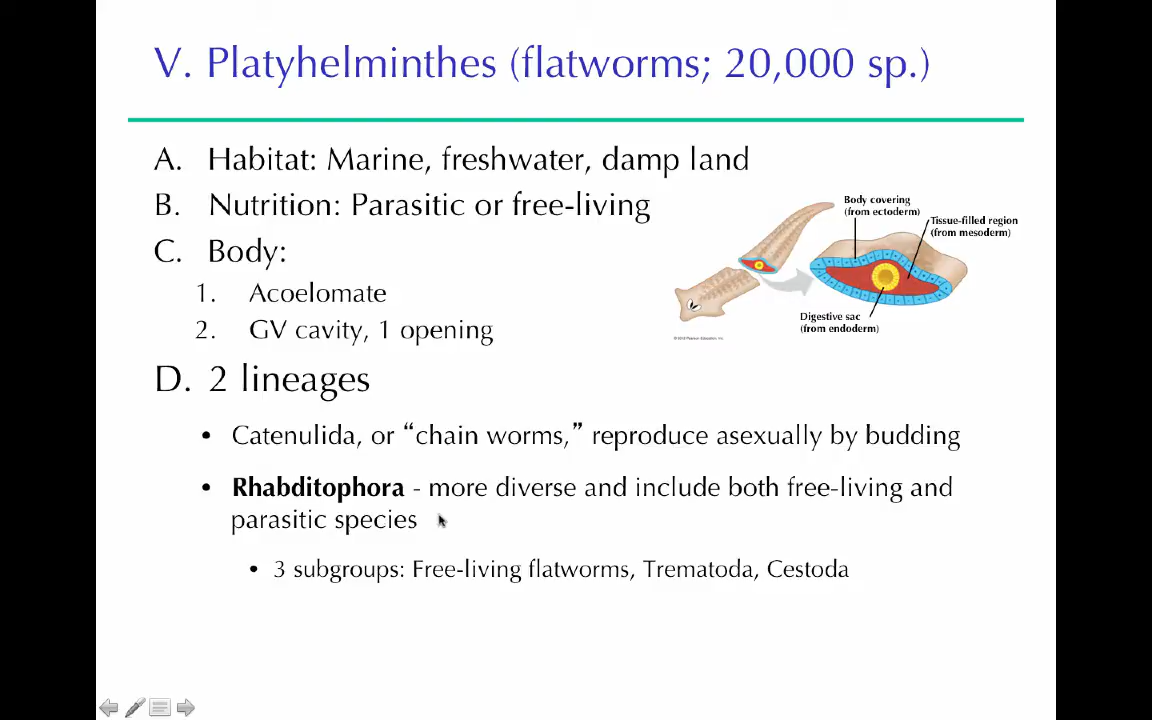 V. Platyhelminthes (flatworms; 20,000 sp.)
A. Habitat: Marine, freshwater, damp land
B. Nutrition: Parasitic or free-living
C. Body:
1. Acoelomate
2. GV cavity, 1 opening
Body covering
(from ectoderm)
Tissue-filled region
(from mesoderm)
Digestive sac
(from endoderm)
D. 2 lineages
• Catenulida, or “chain worms,” reproduce asexually by budding
• Rhabditophora - more diverse and include both free-living and
parasitic species
• 3 subgroups: Free-living flatworms, Trematoda, Cestoda